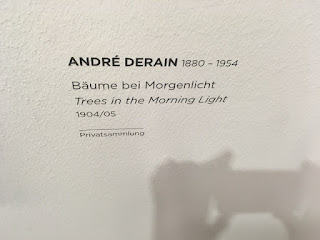 ANDRÉ DERAIN 1880 – 1954
Bäume bei Morgenlicht
Trees in the Morning Light
1904/05
Privatsammlung